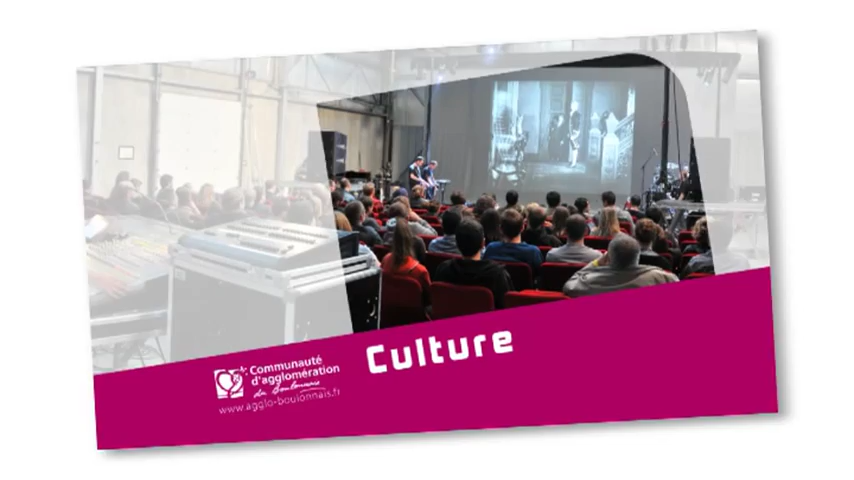 Culture
Communauté
d'agglomération
du Boulonnais
www.agglo-boulonnais.fr